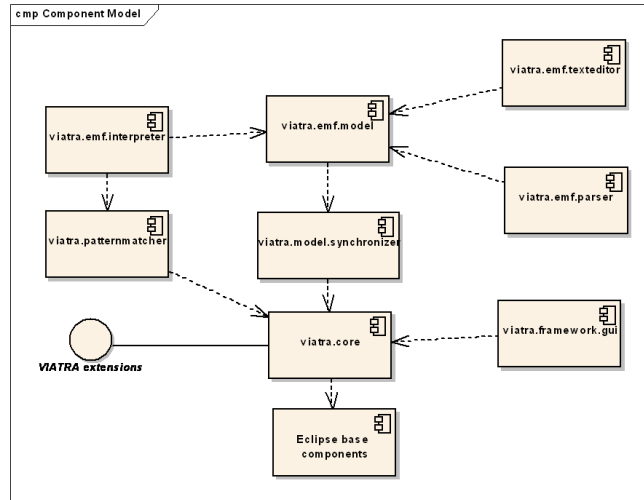 cmp Component Model
viatra.emf.texteditor
viatra.emf.interpreter
viatra.emf.model
viatra.emf.parser
viatra.patternmatcher
viatra.model.synchronizer
viatra.core
viatra.framework.gui
VIATRA extensions
Eclipse base
components